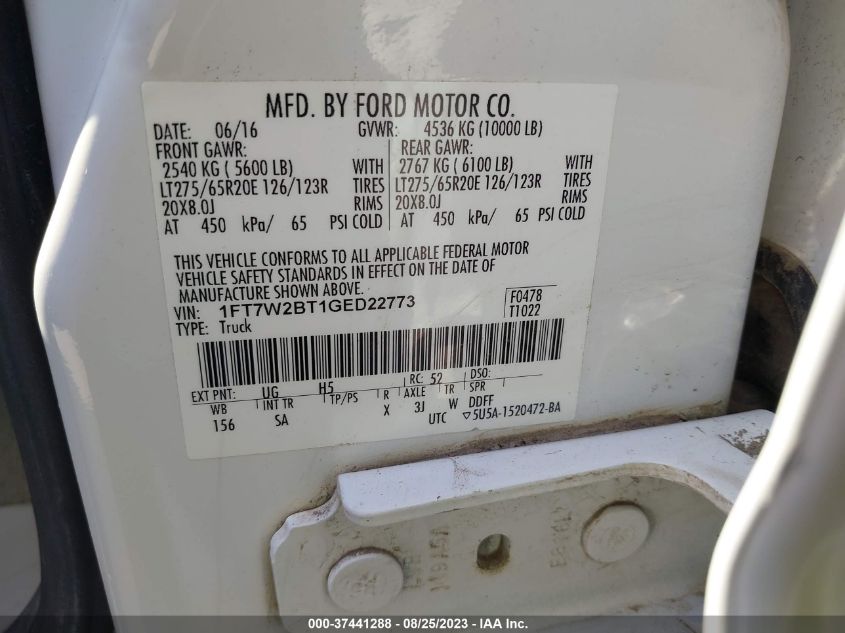 MFD. BY FORD MOTOR CO.
DATE: 06/16 GVWR: 4536 KG (10000 LB)
FRONT GAWR: REAR GAWR:
2540 KG ( 5600 LB) WITH 2767 KG ( 6100 LB) WITH
LT275/65R20E 126/123R TIRES LT275/65R20E 126/123R TIRES
20X8.0J RIMS 20X8.0J RIMS
AT 450 kPa/ 65 PSI COLD AT 450 kPa/ 65 PSI COLD
THIS VEHICLE CONFORMS TO ALL APPLICABLE FEDERAL MOTOR
VEHICLE SAFETY STANDARDS IN EFFECT ON THE DATE OF
MANUFACTURE SHOWN ABOVE.
VIN: 1FT7W2BT1GED22773 F0478
TYPE: Truck T1022
EXT PNT: UG H5 RC: 52 DSO:
WB INT TR TP/PS R AXLE TR SPR
156 SA X 3J W DDFF
UTC ▽5U5A-1520472-BA
000-37441288 - 08/25/2023 - IAA Inc.